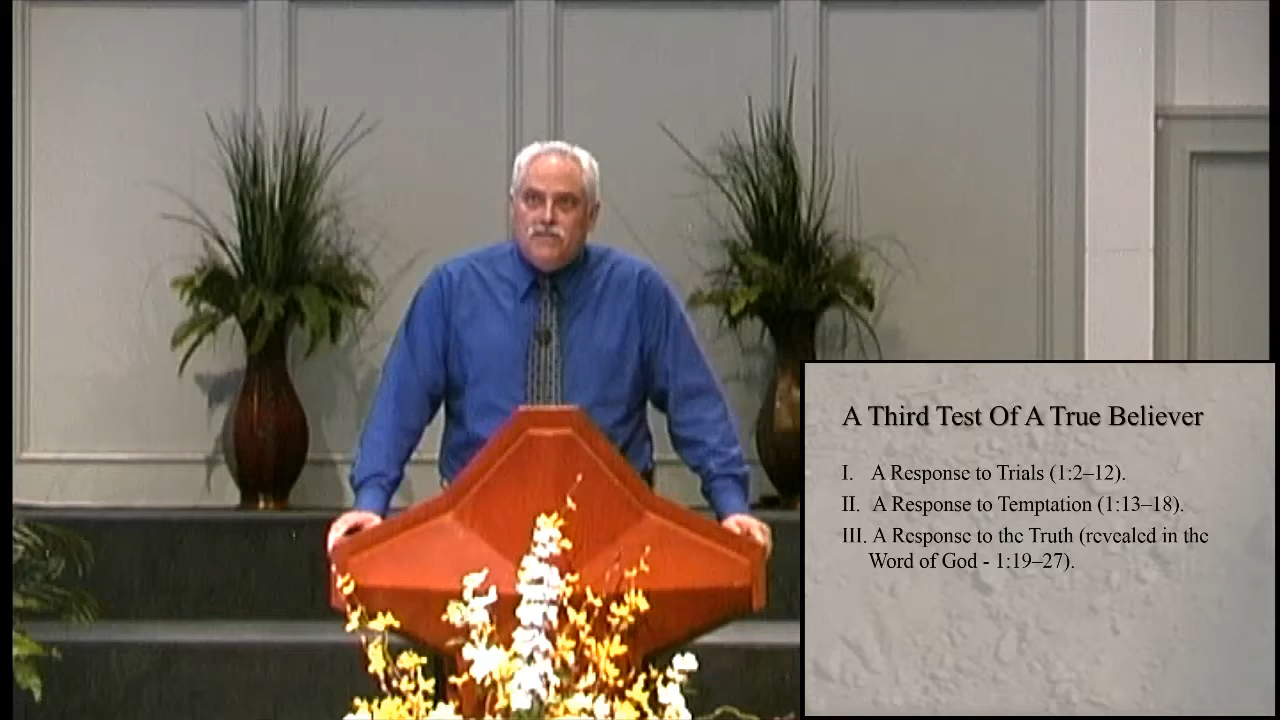 A Third Test Of A True Believer
I. A Response to Trials (1:2–12).
II. A Response to Temptation (1:13–18).
III. A Response to the Truth (revealed in the
Word of God - 1:19–27).